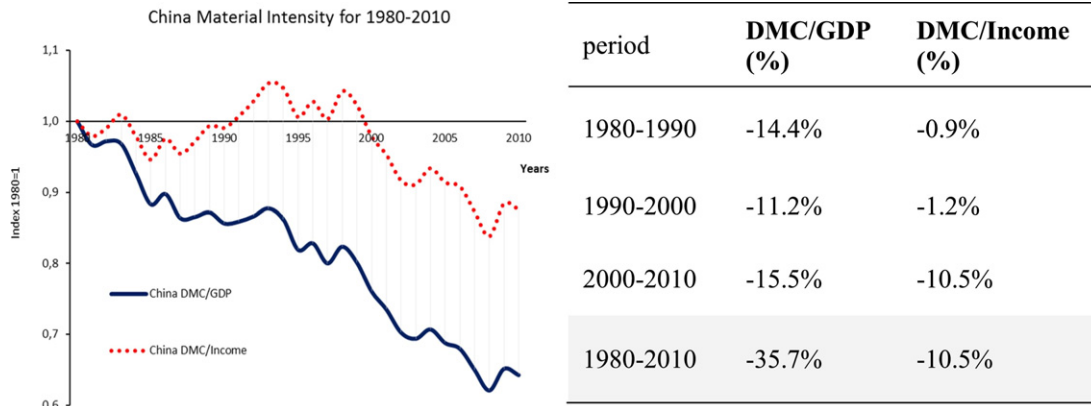 China Material Intensity for 1980-2010
1,1
1,0
0,9
0,8
0,7
0,6
Index 1980=1
1980 1985 1990 1995 2000 2005 2010
Years
China DMC/GDP
China DMC/Income
period DMC/GDP (%) DMC/Income (%)
1980-1990 -14.4% -0.9%
1990-2000 -11.2% -1.2%
2000-2010 -15.5% -10.5%
1980-2010 -35.7% -10.5%